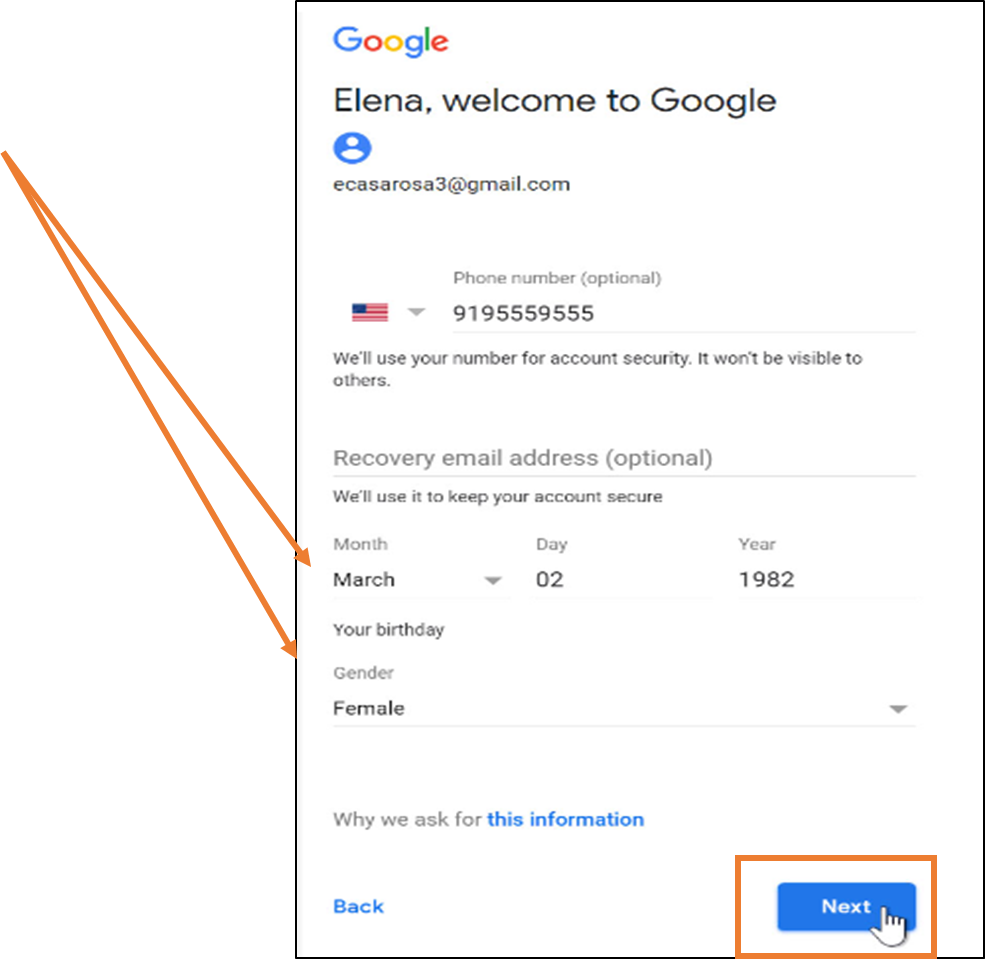 Google
Elena, welcome to Google
ecasarosa3@gmail.com
Phone number (optional)
9195559555
We'll use your number for account security. It won't be visible to
others.
Recovery email address (optional)
We'll use it to keep your account secure
Month Day Year
March 02 1982
Your birthday
Gender
Female
Why we ask for this information
Back Next